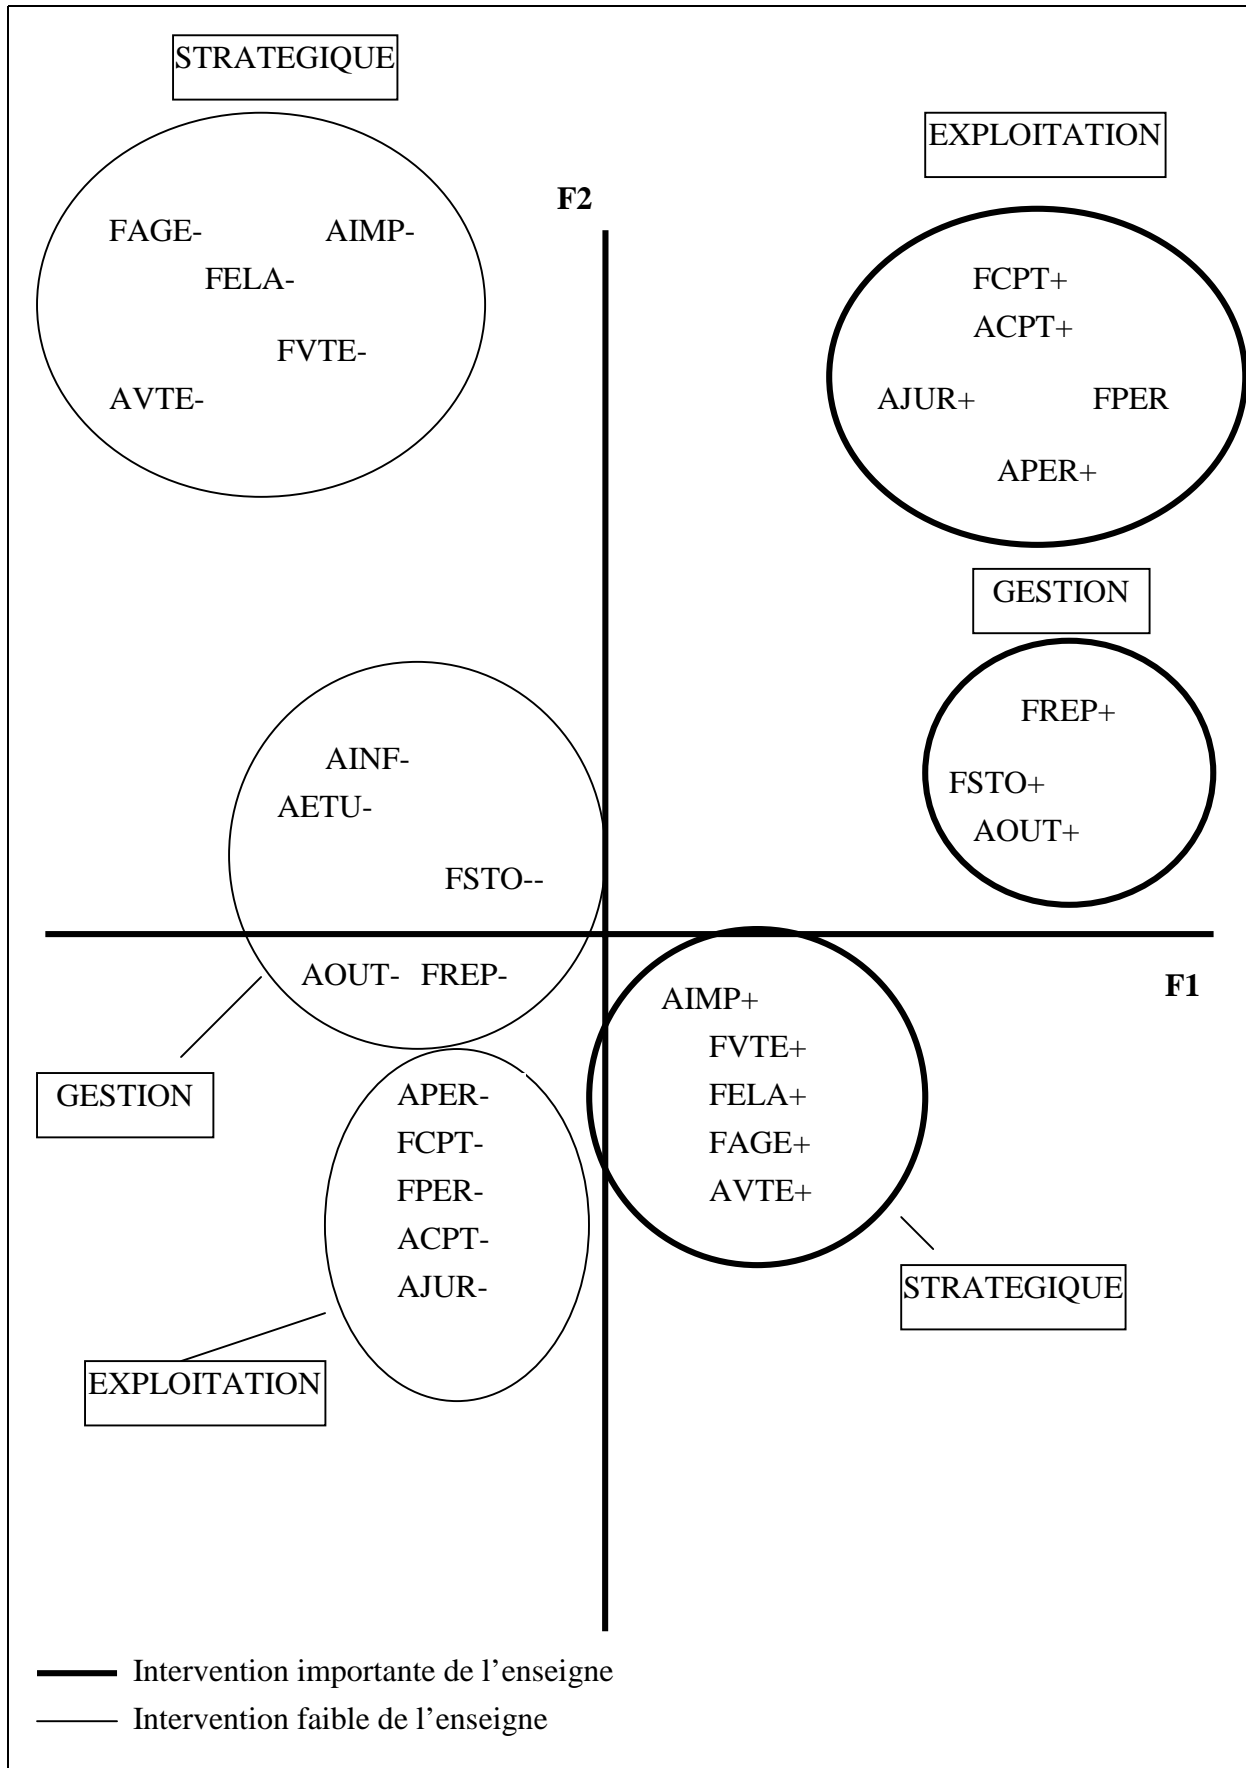 STRATEGIQUE
EXPLOITATION
F2
FAGE- AIMP-
FELA-
FVTE-
AVTE-
FCPT+
ACPT+
AJUR+ FPER
APER+
GESTION
FREP+
FSTO+
AOUT+
AINF-
AETU-
FSTO--
AOUT- FREP-
F1
AIMP+
FVTE+
FELA+
FAGE+
AVTE+
GESTION
APER-
FCPT-
FPER-
ACPT-
AJUR-
STRATEGIQUE
EXPLOITATION
Intervention importante de l’enseigne
Intervention faible de l’enseigne